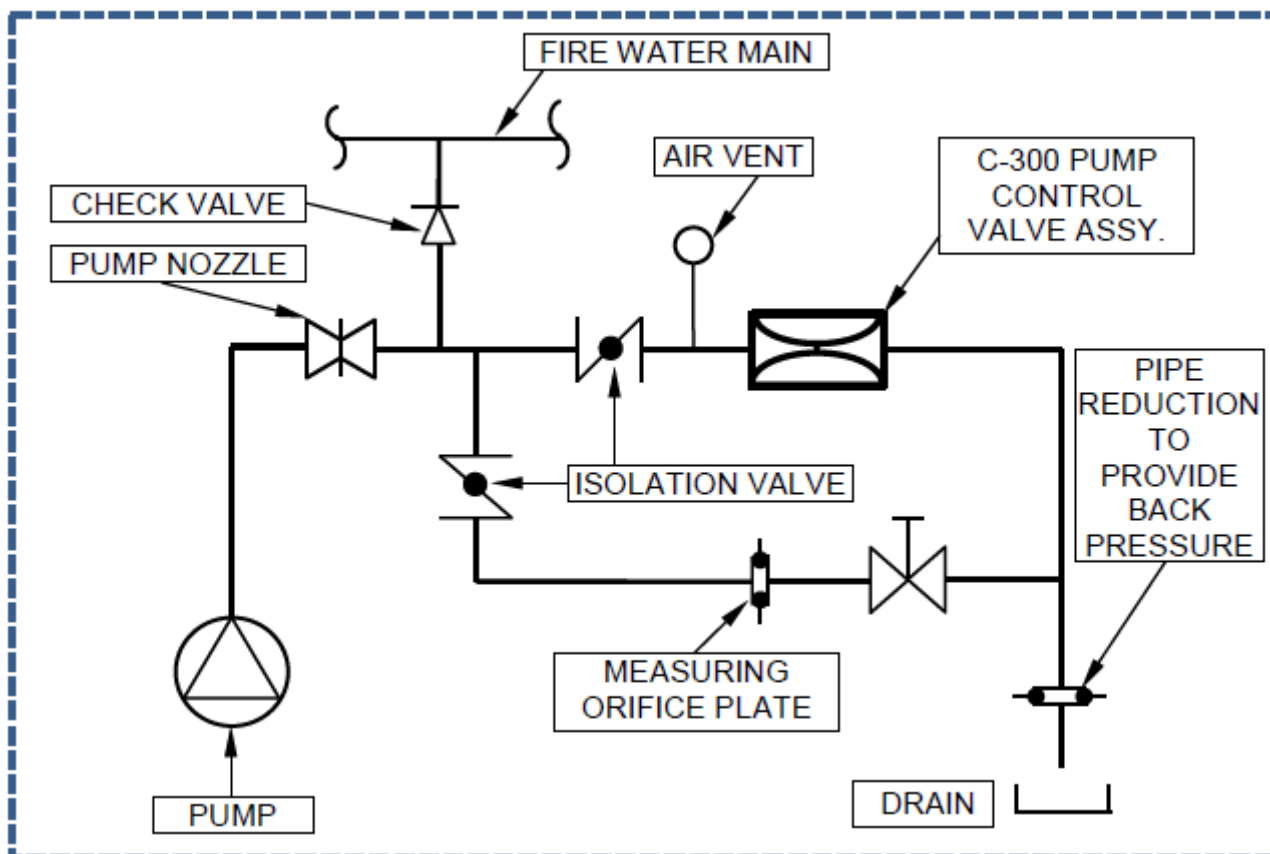 FIRE WATER MAIN
AIR VENT
C-300 PUMP
CONTROL
VALVE ASSY.
CHECK VALVE
PUMP NOZZLE
PIPE
REDUCTION
TO
PROVIDE
BACK
PRESSURE
ISOLATION VALVE
MEASURING
ORIFICE PLATE
PUMP
DRAIN